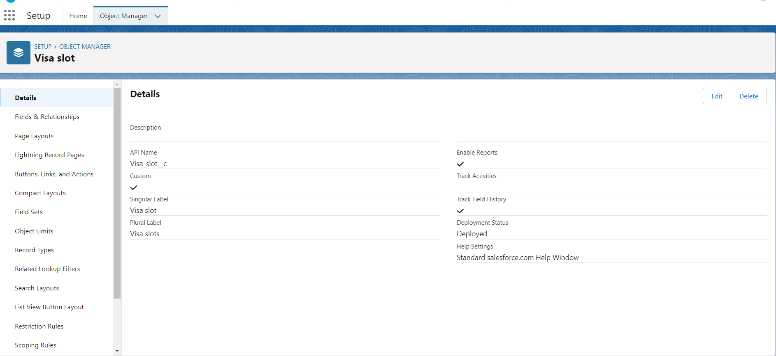 Setup
Home
Object Manager
SETUP > OBJECT MANAGER
Visa slot
Details
Fields & Relationships
Page Layouts
Lightning Record Pages
Buttons, Links, and Actions
Compact Layouts
Field Sets
Object Limits
Record Types
Related Lookup Filters
Search Layouts
List View Button Layout
Restriction Rules
Scoping Rules
Details
Edit
Delete
Description
API Name
Visa_slot__c
Custom
Singular Label
Visa slot
Plural Label
Visa slots
Enable Reports
Track Activities
Track Field History
Deployment Status
Deployed
Help Settings
Standard salesforce.com Help Window